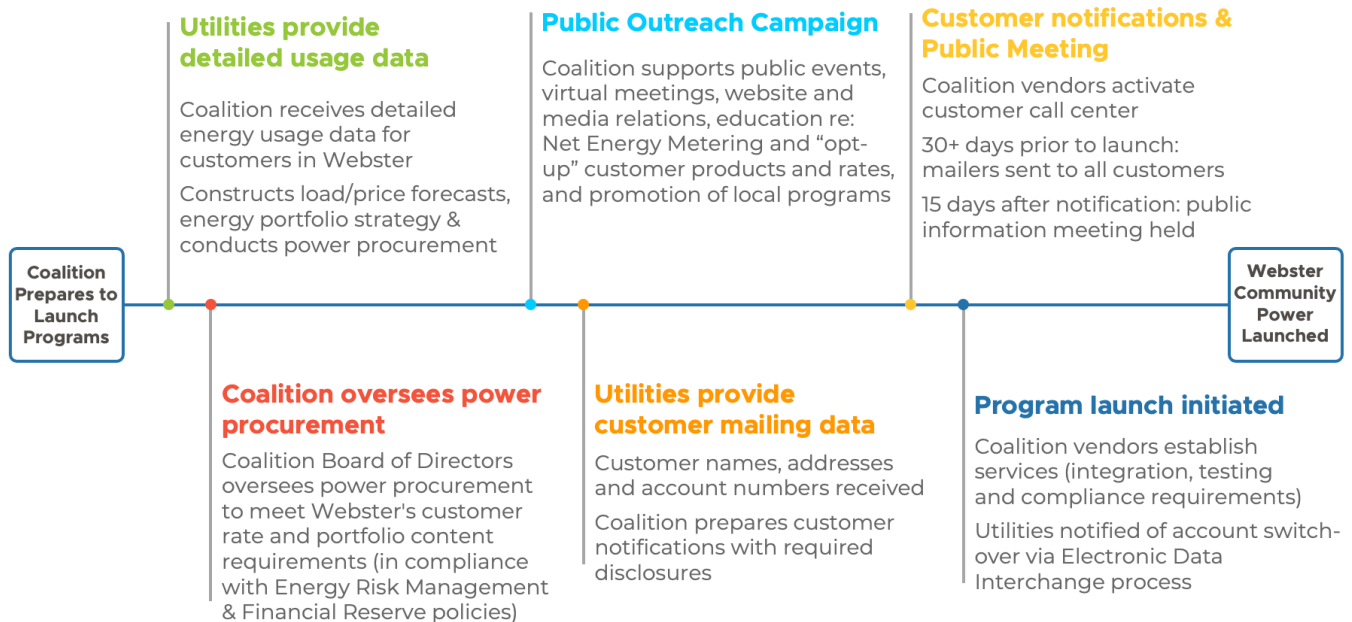 Utilities provide
detailed usage data
Coalition receives detailed
energy usage data for
customers in Webster
Constructs load/price forecasts,
energy portfolio strategy &
conducts power procurement
Public Outreach Campaign
Coalition supports public events,
virtual meetings, website and
media relations, education re:
Net Energy Metering and “opt-
up” customer products and rates,
and promotion of local programs
Customer notifications &
Public Meeting
Coalition vendors activate
customer call center
30+ days prior to launch:
mailers sent to all customers
15 days after notification: public
information meeting held
Coalition
Prepares to
Launch
Programs
Webster
Community
Power
Launched
Coalition oversees power
procurement
Coalition Board of Directors
oversees power procurement
to meet Webster's customer
rate and portfolio content
requirements (in compliance
with Energy Risk Management
& Financial Reserve policies)
Utilities provide
customer mailing data
Customer names, addresses
and account numbers received
Coalition prepares customer
notifications with required
disclosures
Program launch initiated
Coalition vendors establish
services (integration, testing
and compliance requirements)
Utilities notified of account switch-
over via Electronic Data
Interchange process